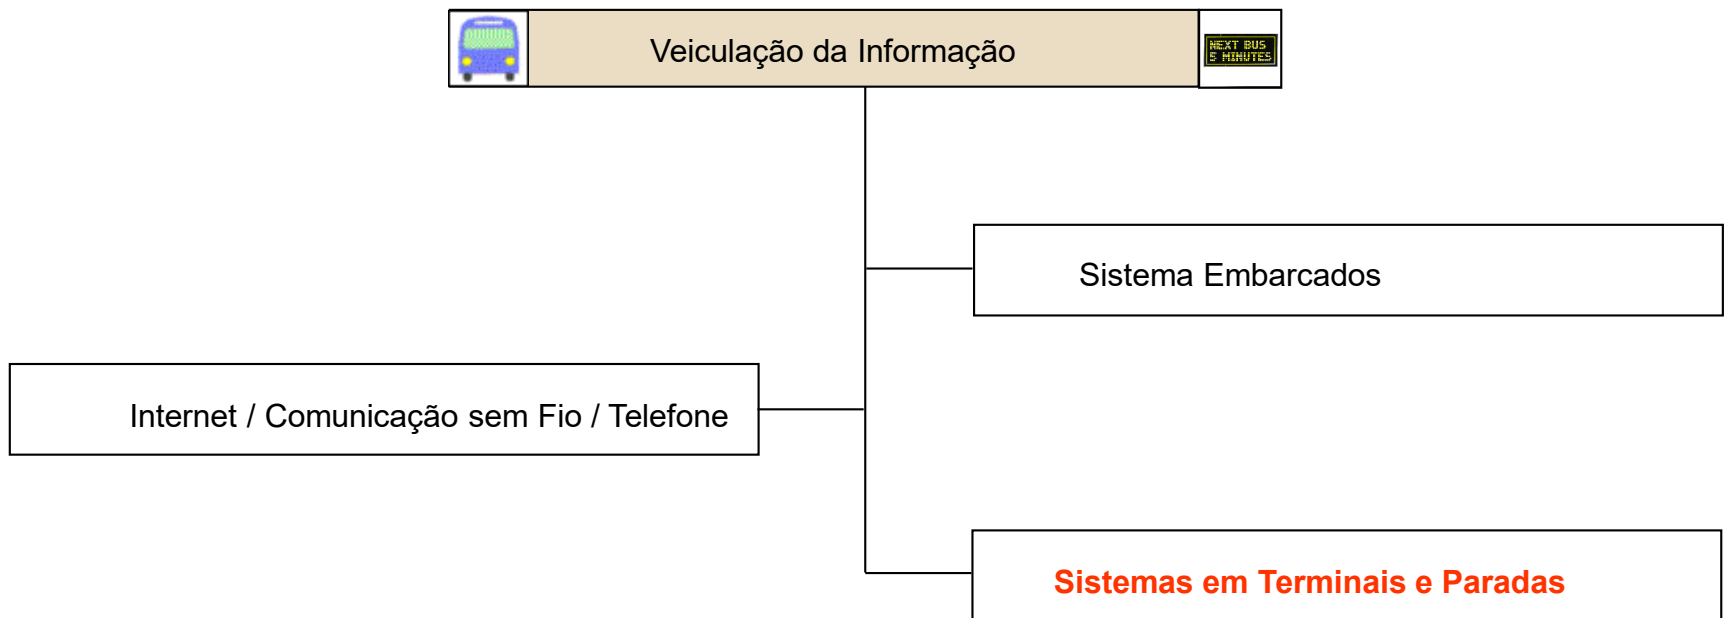 Veiculação da Informação
NEXT BUS
5 MINUTES
Sistema Embarcados
Internet / Comunicação sem Fio / Telefone
Sistemas em Terminais e Paradas